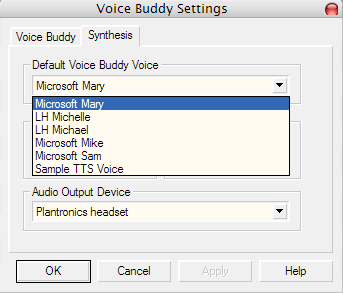 Voice Buddy Settings
Voice Buddy
Synthesis
Default Voice Buddy Voice
Microsoft Mary
Microsoft Mary
LH Michelle
LH Michael
Microsoft Mike
Microsoft Sam
Sample TTS Voice
Audio Output Device
Plantronics headset
OK
Cancel
Apply
Help